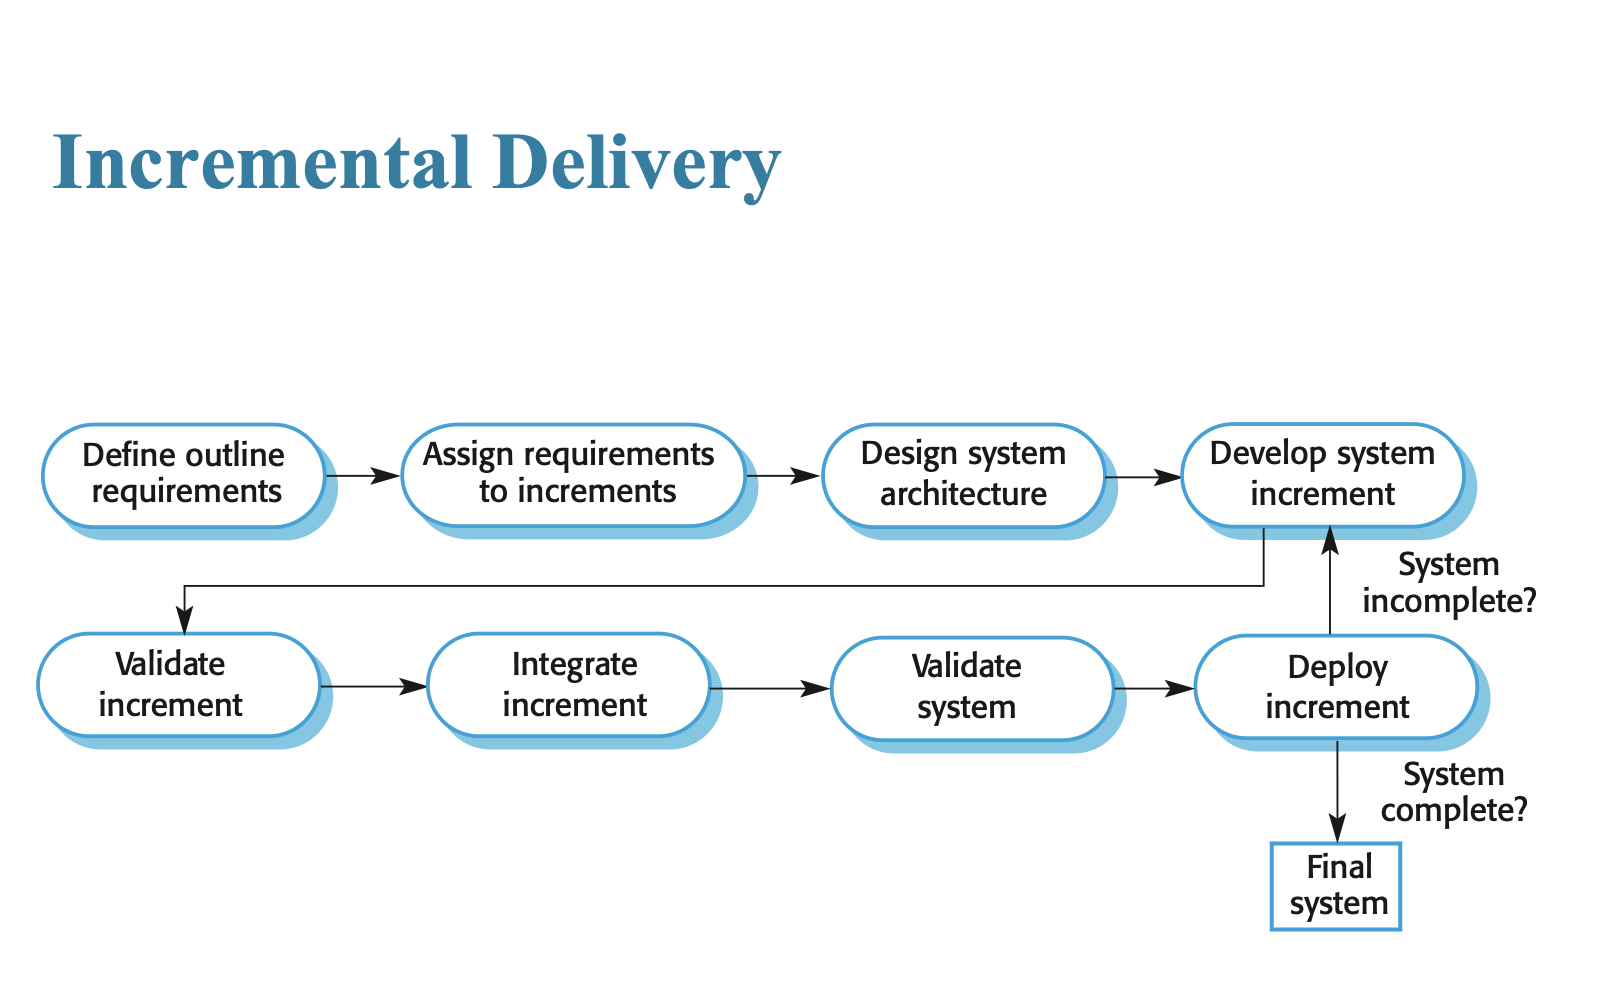 Incremental Delivery
Define outline
requirements
Assign requirements
to increments
Design system
architecture
Develop system
increment
System
incomplete?
Validate
increment
Integrate
increment
Validate
system
Deploy
increment
System
complete?
Final
system